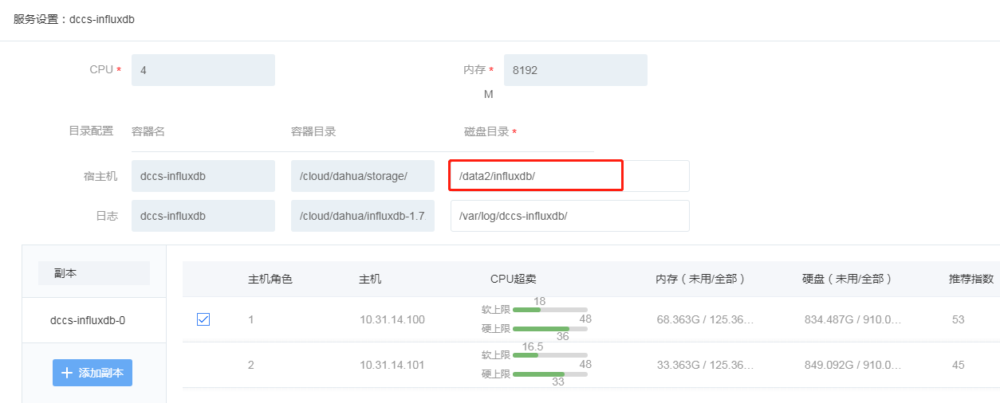 服务设置：dccs-influxdb
CPU * 4 内存 * 8192
M
目录配置 容器名 容器目录 磁盘目录 *
宿主机 dccs-influxdb /cloud/dahua/storage/ /data2/influxdb/
日志 dccs-influxdb /cloud/dahua/influxdb-1.7. /var/log/dccs-influxdb/
副本
dccs-influxdb-0
添加副本
主机角色 主机 CPU超卖 内存（未用/全部） 硬盘（未用/全部） 推荐指数
1 10.31.14.100 软上限 18 48 硬上限 36 68.363G / 125.36... 834.487G / 910.0... 53
2 10.31.14.101 软上限 16.5 48 硬上限 33 33.363G / 125.36... 849.092G / 910.0... 45